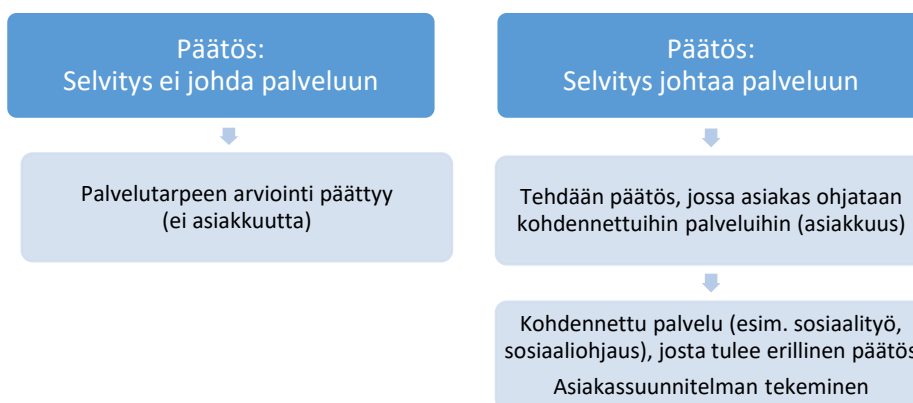 Päätös:
Selvitys ei johda palveluun
Palvelutarpeen arviointi päättyy
(ei asiakkuutta)
Päätös:
Selvitys johtaa palveluun
Tehdään päätös, jossa asiakas ohjataan
kohdennettuihin palveluihin (asiakkuus)
Kohdennettu palvelu (esim. sosiaalityö,
sosiaaliohjaus), josta tulee erillinen päätös
Asiakassuunnitelman tekeminen